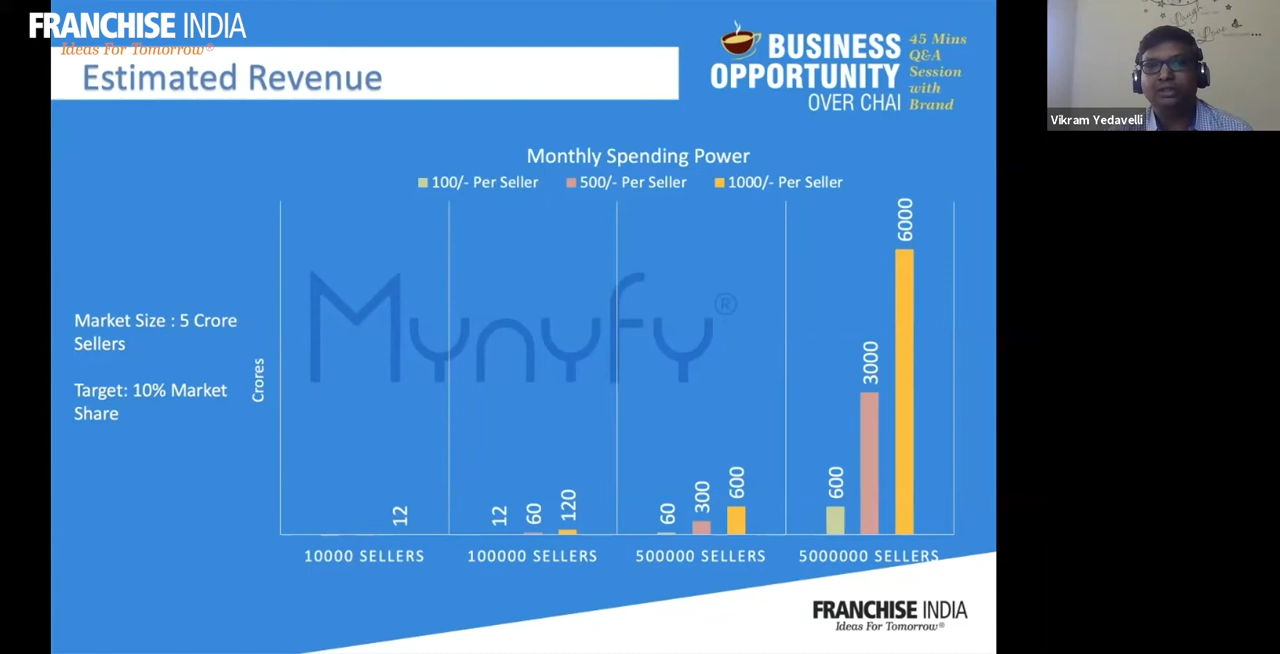 FRANCHISE INDIA
Ideas For Tomorrow®
Estimated Revenue
BUSINESS
OPPORTUNITY
OVER CHAI
45 Mins
Q&A
Session
with
Brand
Vikram Yedavelli
Monthly Spending Power
100/- Per Seller
500/- Per Seller
1000/- Per Seller
Market Size : 5 Crore
Sellers
Target: 10% Market
Share
Crores
Mynyfy®
12
12
60
120
60
300
600
600
3000
6000
10000 SELLERS
100000 SELLERS
500000 SELLERS
5000000 SELLERS
FRANCHISE INDIA
Ideas For Tomorrow®